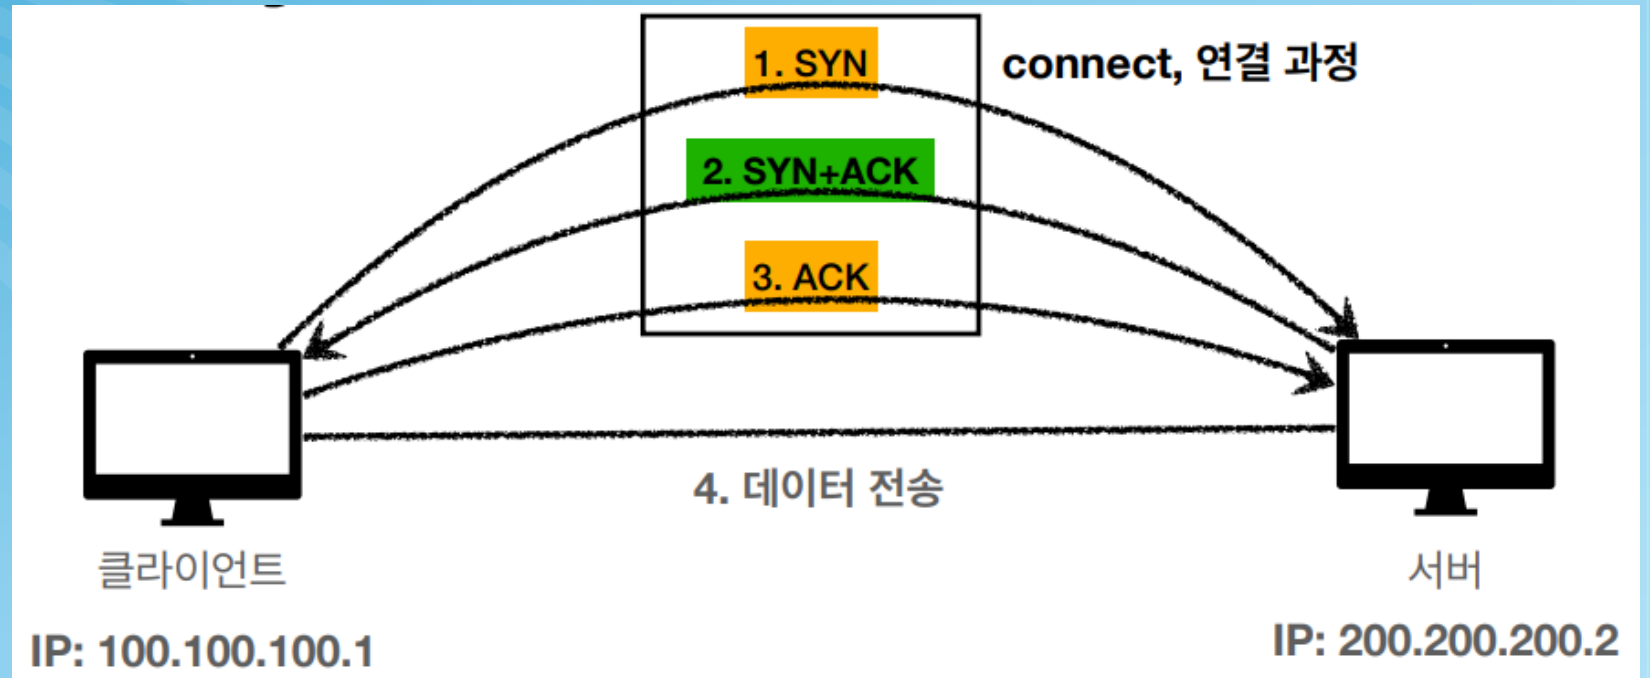 1. SYN
connect, 연결 과정
2. SYN+ACK
3. ACK
4. 데이터 전송
클라이언트
서버
IP: 100.100.100.1
IP: 200.200.200.2